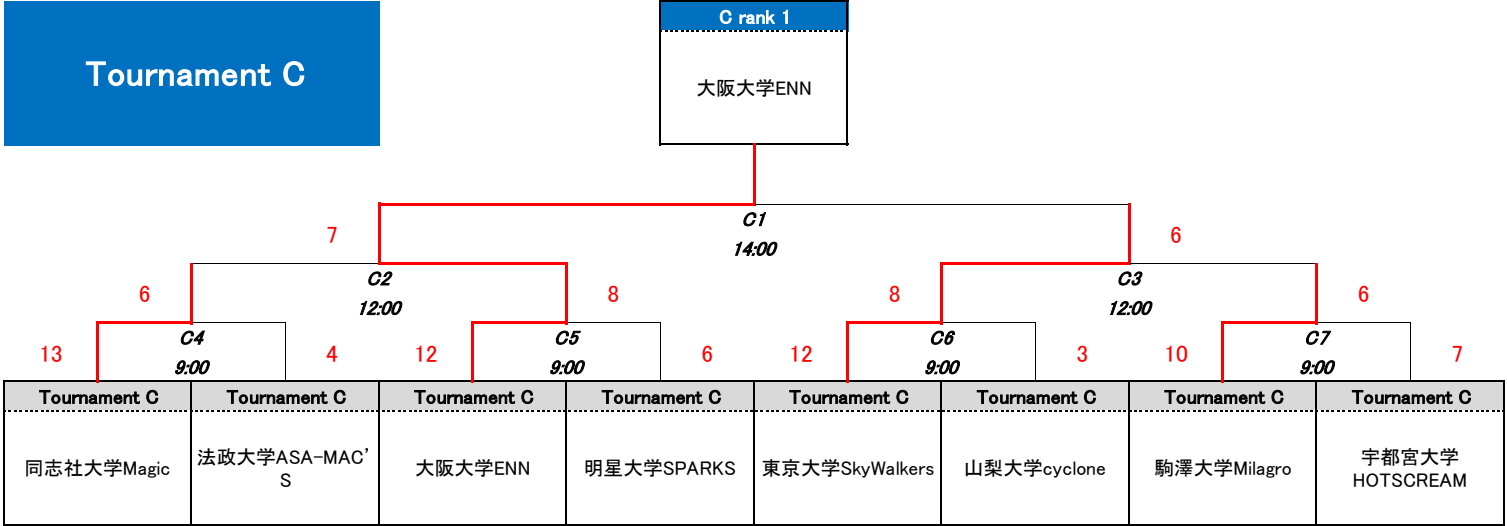 Tournament C
C rank 1
大阪大学ENN
C1
7
6
14:00
C2
C3
6
8
8
6
12:00
12:00
C4
C5
C6
C7
13
4
12
6
12
3
10
7
9:00
9:00
9:00
9:00
Tournament C
Tournament C
Tournament C
Tournament C
Tournament C
Tournament C
Tournament C
Tournament C
同志社大学Magic
法政大学ASA-MAC'
S
大阪大学ENN
明星大学SPARKS
東京大学SkyWalkers
山梨大学cyclone
駒澤大学Milagro
宇都宮大学
HOTSCREAM